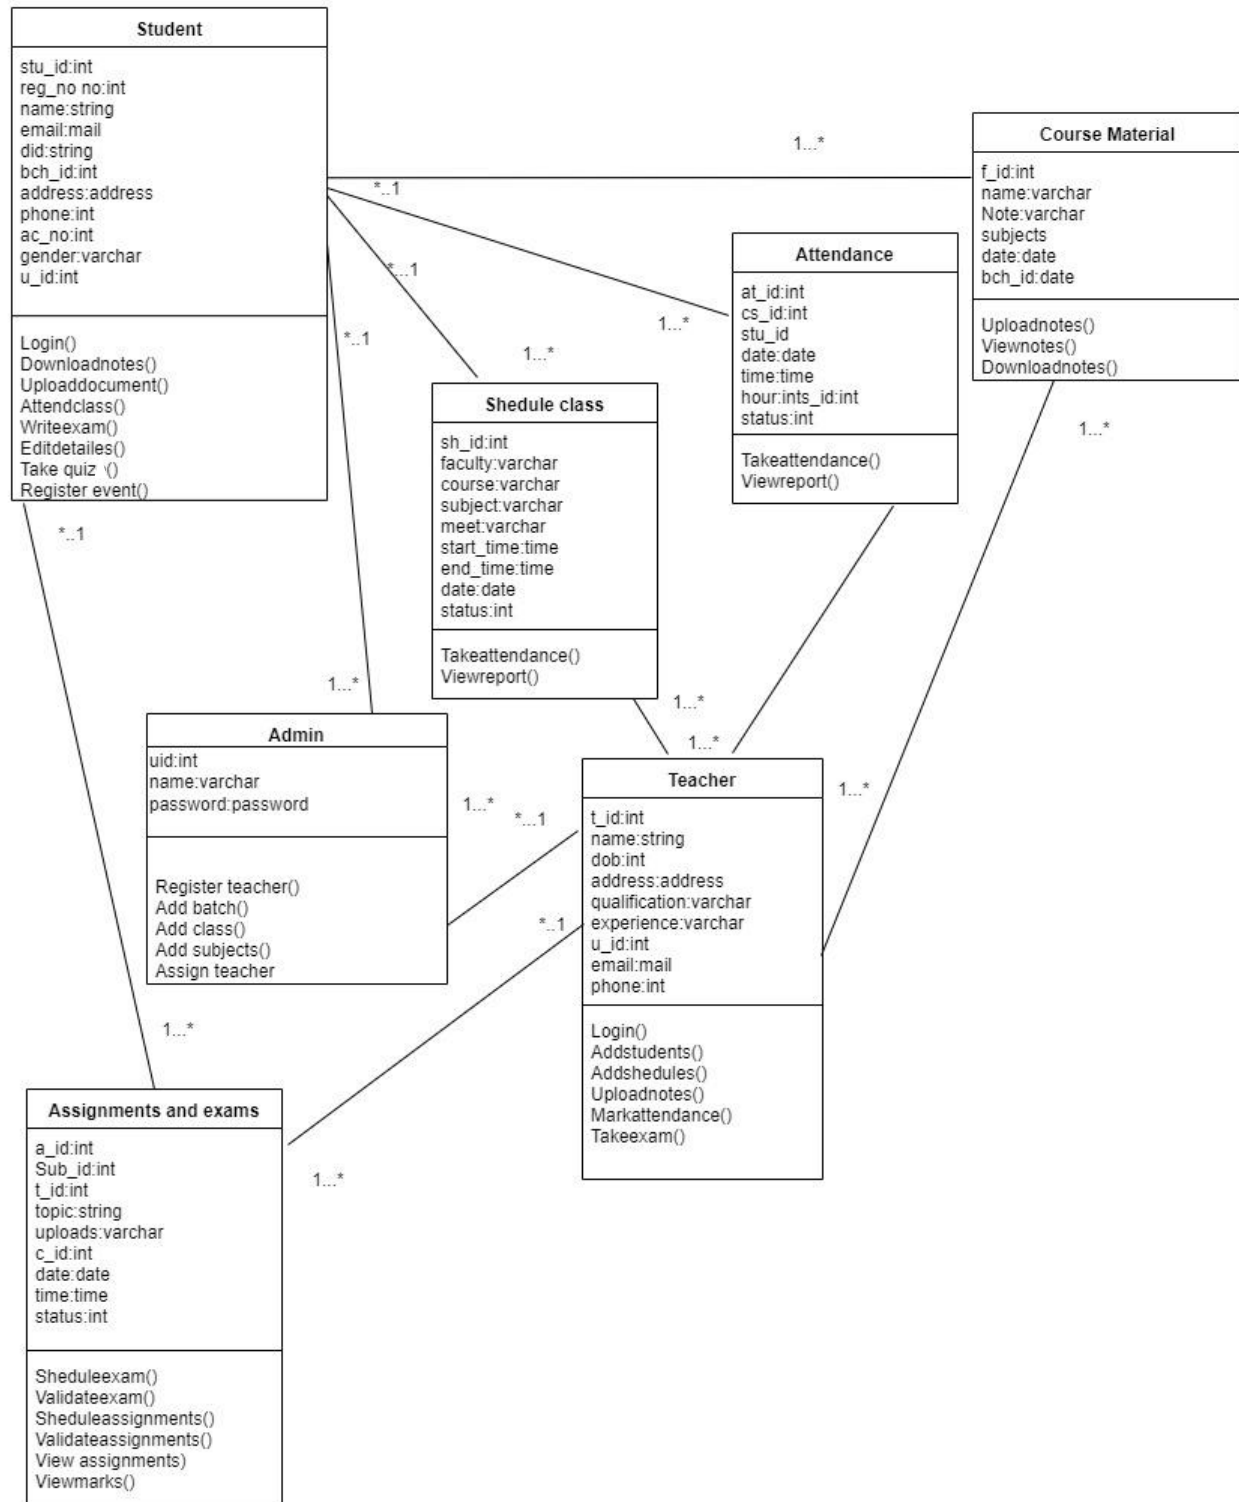 Student
stu_id:int
reg_no no:int
name:string
email:mail
did:string
bch_id:int
address:address
phone:int
ac_no:int
gender:varchar
u_id:int
Login()
Downloadnotes()
Uploaddocument()
Attendclass()
Writeexam()
Editdetailes()
Take quiz ()
Register event()
1...*
*..1
*...1
*...1
1...*
1...*
*..1
Course Material
f_id:int
name:varchar
Note:varchar
subjects
date:date
bch_id:date
Uploadnotes()
Viewnotes()
Downloadnotes()
1...*
Attendance
at_id:int
cs_id:int
stu_id
date:date
time:time
hour:ints_id:int
status:int
Takeattendance()
Viewreport()
Shedule class
sh_id:int
faculty:varchar
course:varchar
subject:varchar
meet:varchar
start_time:time
end_time:time
date:date
status:int
Takeattendance()
Viewreport()
1...*
1...*
1...*
Admin
uid:int
name:varchar
password:password
Register teacher()
Add batch()
Add class()
Add subjects()
Assign teacher
1...*
*...1
*..1
1...*
Teacher
t_id:int
name:string
dob:int
address:address
qualification:varchar
experience:varchar
u_id:int
email:mail
phone:int
Login()
Addstudents()
Addshedules()
Uploadnotes()
Markattendance()
Takeexam()
1...*
1...*
Assignments and exams
a_id:int
Sub_id:int
t_id:int
topic:string
uploads:varchar
c_id:int
date:date
time:time
status:int
Sheduleexam()
Validateexam()
Sheduleassignments()
Validateassignments()
View assignments)
Viewmarks()